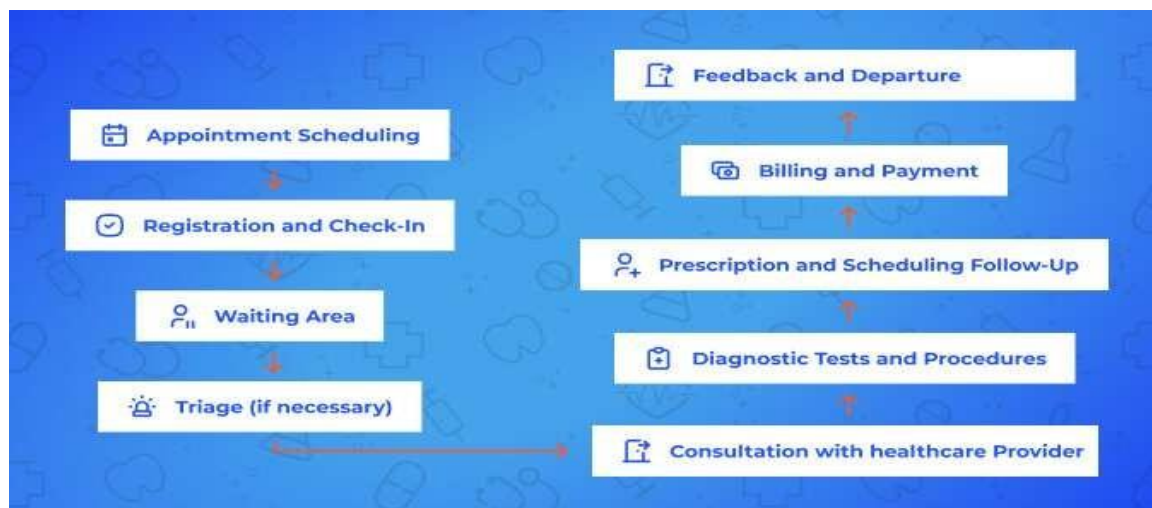 Appointment Scheduling
Registration and Check-In
Waiting Area
Triage (if necessary)
Consultation with healthcare Provider
Diagnostic Tests and Procedures
Prescription and Scheduling Follow-Up
Billing and Payment
Feedback and Departure